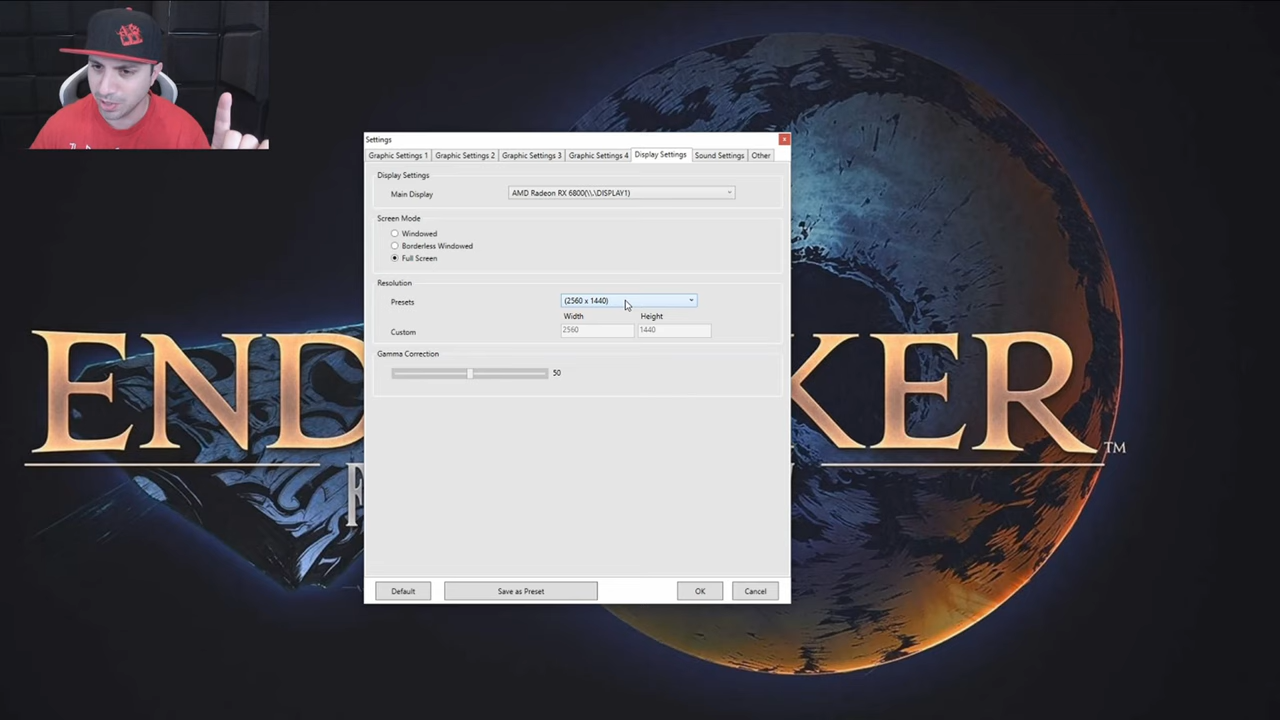 Settings
Graphic Settings 1 Graphic Settings 2 Graphic Settings 3 Graphic Settings 4 Display Settings Sound Settings Other
Display Settings
Main Display AMD Radeon RX 6800(\\.\DISPLAY1)
Screen Mode
Windowed
Borderless Windowed
Full Screen
Resolution
Presets (2560 x 1440)
Width Height
Custom 2560 1440
Gamma Correction
50
Default Save as Preset OK Cancel
END KER TM
F